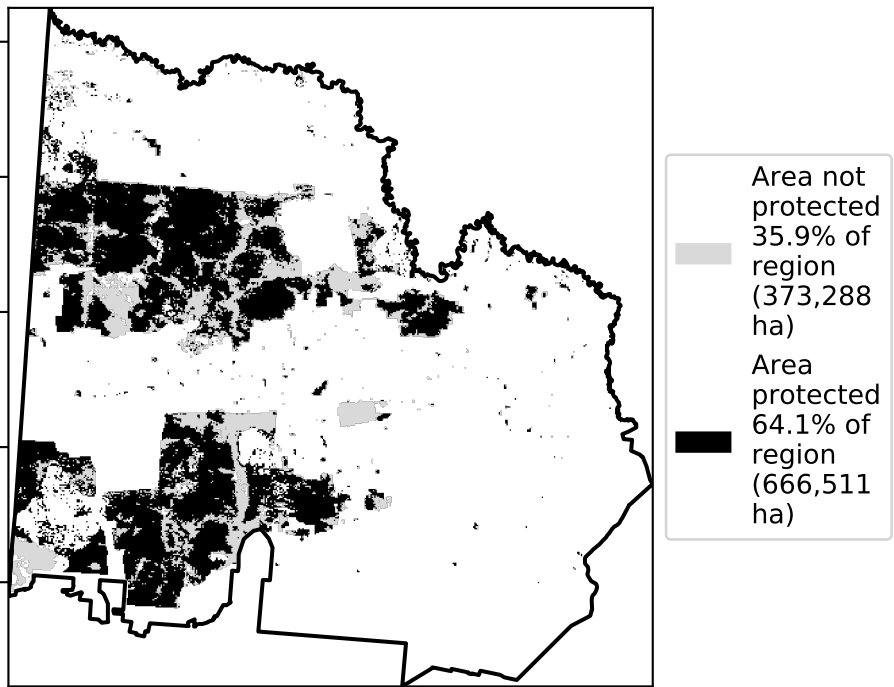 Area not
protected
35.9% of
region
(373,288
ha)
Area
protected
64.1% of
region
(666,511
ha)